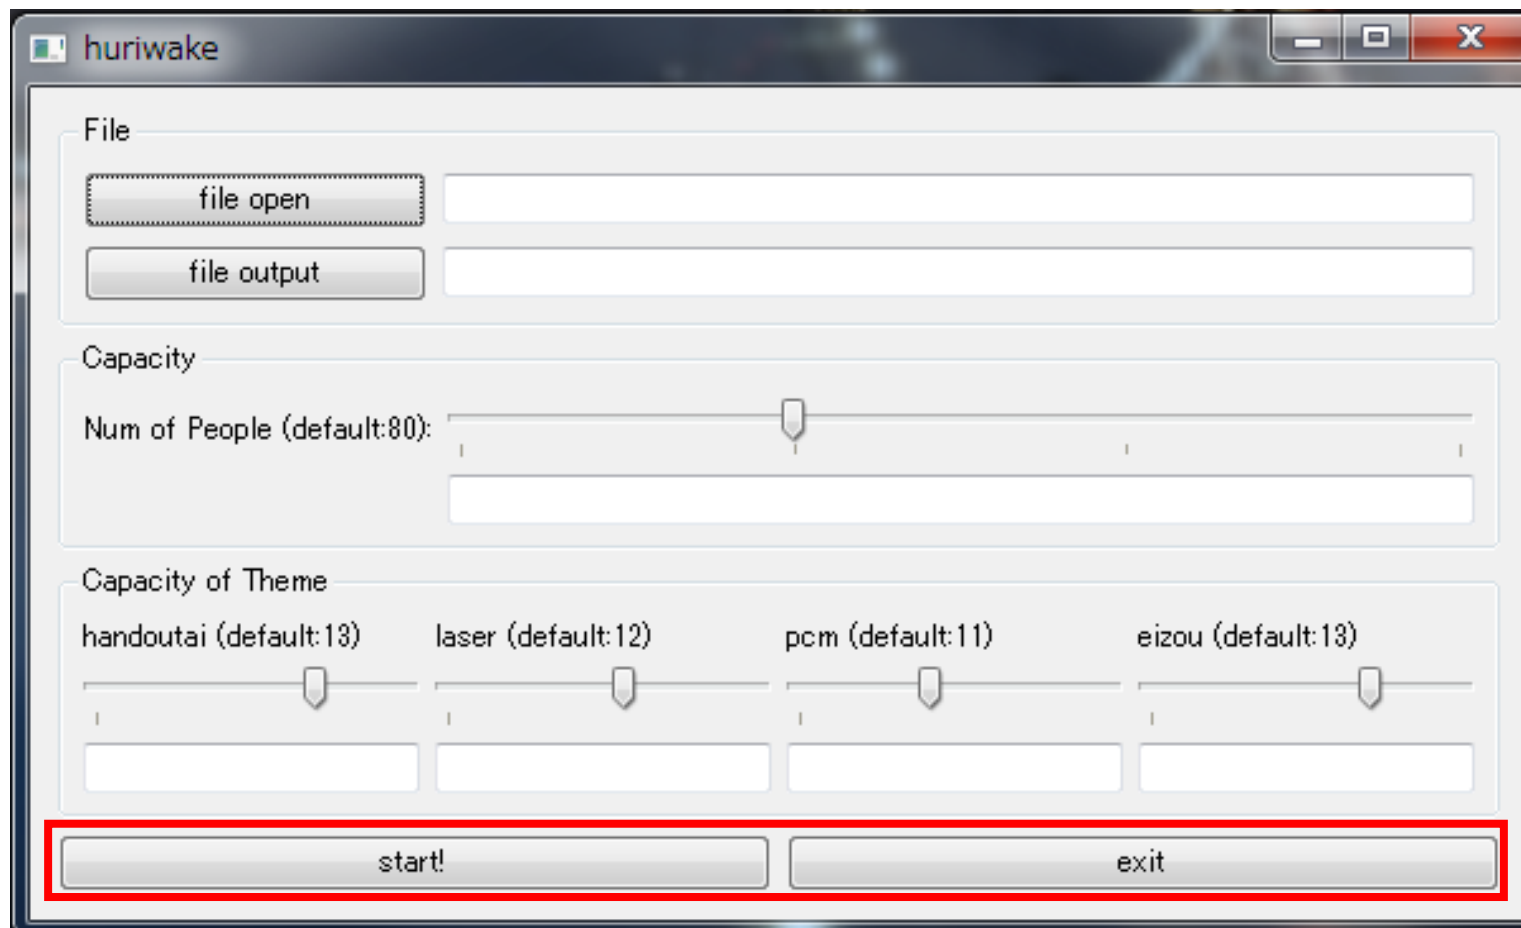 huriwake
File
file open
file output
Capacity
Num of People (default:80):
Capacity of Theme
handoutai (default:13) laser (default:12) pcm (default:11) eizou (default:13)
start! exit